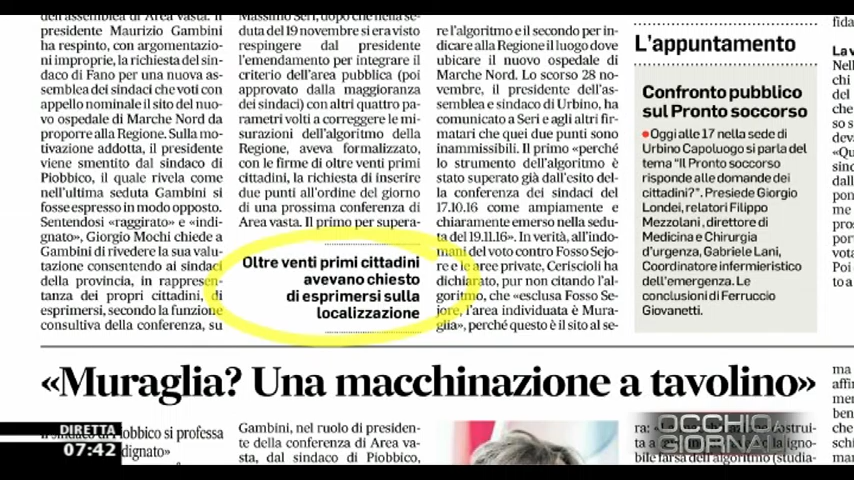 dell'assemblea di Area vasta. Il
presidente Maurizio Gambini
ha respinto, con argomentazio-
ni improprie, la richiesta del sin-
daco di Fano per una nuova as-
semblea dei sindaci che voti con
appello nominale il sito del nuo-
vo ospedale di Marche Nord da
proporre alla Regione. Sulla mo-
tivazione addotta, il presidente
viene smentito dal sindaco di
Piobbico, il quale rivela come
nell'ultima seduta Gambini si
fosse espresso in modo opposto.
Sentendosi «raggirato» e «indi-
gnato», Giorgio Mochi chiede a
Gambini di rivedere la sua valu-
tazione consentendo ai sindaci
della provincia, in rappresen-
tanza dei propri cittadini, di
esprimersi, secondo la funzione
consultiva della conferenza, su
Massimo Seri, dopo che nella se-
duta del 19 novembre si era visto
respingere dal presidente
l'emendamento per integrare il
criterio dell'area pubblica (poi
approvato dalla maggioranza
dei sindaci) con altri quattro pa-
rametri volti a correggere le mi-
surazioni dell'algoritmo della
Regione, aveva formalizzato,
con le firme di oltre venti primi
cittadini, la richiesta di inserire
due punti all'ordine del giorno
di una prossima conferenza di
Area vasta. Il primo per supera-
Oltre venti primi cittadini
avevano chiesto
di esprimersi sulla
localizzazione
re l'algoritmo e il secondo per in-
dicare alla Regione il luogo dove
ubicare il nuovo ospedale di
Marche Nord. Lo scorso 28 no-
vembre, il presidente dell'as-
semblea e sindaco di Urbino, ha
comunicato a Seri e agli altri fir-
matari che quei due punti sono
inammissibili. Il primo «perché
lo strumento dell'algoritmo è
stato superato già dall'esito del-
la conferenza dei sindaci del
17.10.16 come ampiamente e
chiaramente emerso nella sedu-
ta del 19.11.16». In verità, all'indo-
mani del voto contro Fosso Sejo-
re e le aree private, Ceriscioli ha
dichiarato, pur non citando l'al-
goritmo, che «esclusa Fosso Se-
jore, l'area individuata è Mura-
glia», perché questo è il sito al se-
L'appuntamento
Confronto pubblico
sul Pronto soccorso
Oggi alle 17 nella sede di
Urbino Capoluogo si parla del
tema "Il Pronto soccorso
risponde alle domande dei
cittadini?". Presiede Giorgio
Londei, relatori Filippo
Mezzolani, direttore di
Medicina e Chirurgia
d'urgenza, Gabriele Lani,
Coordinatore infermieristico
dell'emergenza. Le
conclusioni di Ferruccio
Giovanetti.
«Muraglia? Una macchinazione a tavolino»
Piobbico si professa
dignato»
Gambini, nel ruolo di presiden-
te della conferenza di Area va-
sta, dal sindaco di Piobbico,
DIRETTA
07:42
OCCHIO AI
GIORNALI